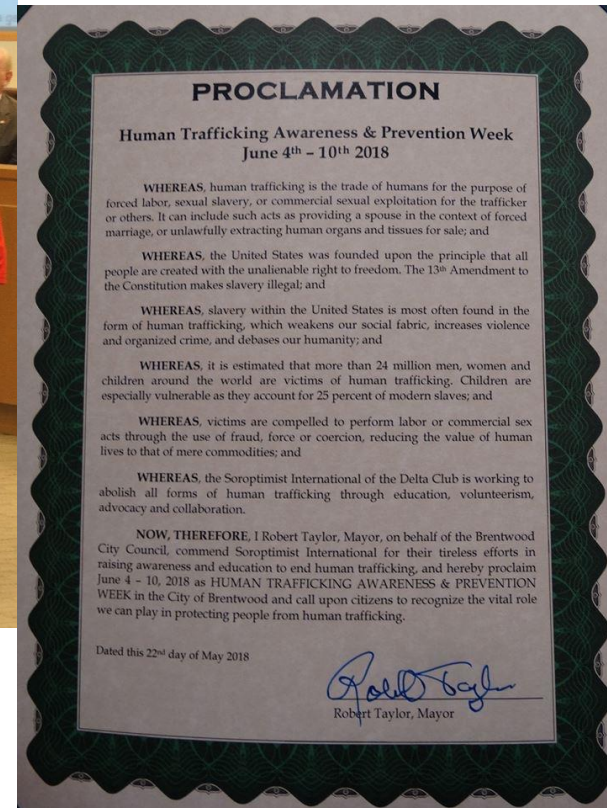 PROCLAMATION
Human Trafficking Awareness & Prevention Week
June 4th – 10th 2018
WHEREAS, human trafficking is the trade of humans for the purpose of
forced labor, sexual slavery, or commercial sexual exploitation for the trafficker
or others. It can include such acts as providing a spouse in the context of forced
marriage, or unlawfully extracting human organs and tissues for sale; and
WHEREAS, the United States was founded upon the principle that all
people are created with the unalienable right to freedom. The 13th Amendment to
the Constitution makes slavery illegal; and
WHEREAS, slavery within the United States is most often found in the
form of human trafficking, which weakens our social fabric, increases violence
and organized crime, and debases our humanity; and
WHEREAS, it is estimated that more than 24 million men, women and
children around the world are victims of human trafficking. Children are
especially vulnerable as they account for 25 percent of modern slaves; and
WHEREAS, victims are compelled to perform labor or commercial sex
acts through the use of fraud, force or coercion, reducing the value of human
lives to that of mere commodities; and
WHEREAS, the Soroptimist International of the Delta Club is working to
abolish all forms of human trafficking through education, volunteerism,
advocacy and collaboration.
NOW, THEREFORE, I Robert Taylor, Mayor, on behalf of the Brentwood
City Council, commend Soroptimist International for their tireless efforts in
raising awareness and education to end human trafficking, and hereby proclaim
June 4 – 10, 2018 as HUMAN TRAFFICKING AWARENESS & PREVENTION
WEEK in the City of Brentwood and call upon citizens to recognize the vital role
we can play in protecting people from human trafficking.
Dated this 22nd day of May 2018
Robert Taylor
Robert Taylor, Mayor